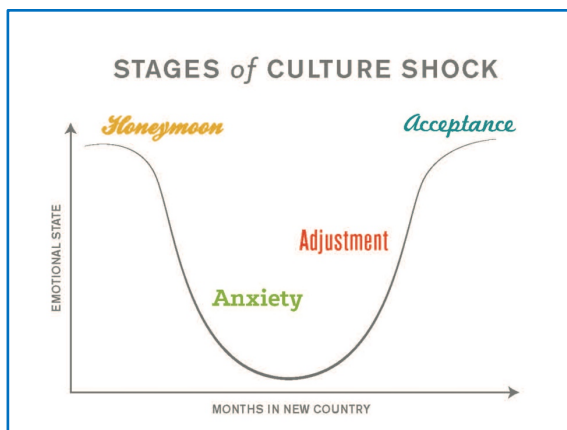 STAGES of CULTURE SHOCK
Honeymoon
Acceptance
Adjustment
Anxiety
EMOTIONAL STATE
MONTHS IN NEW COUNTRY